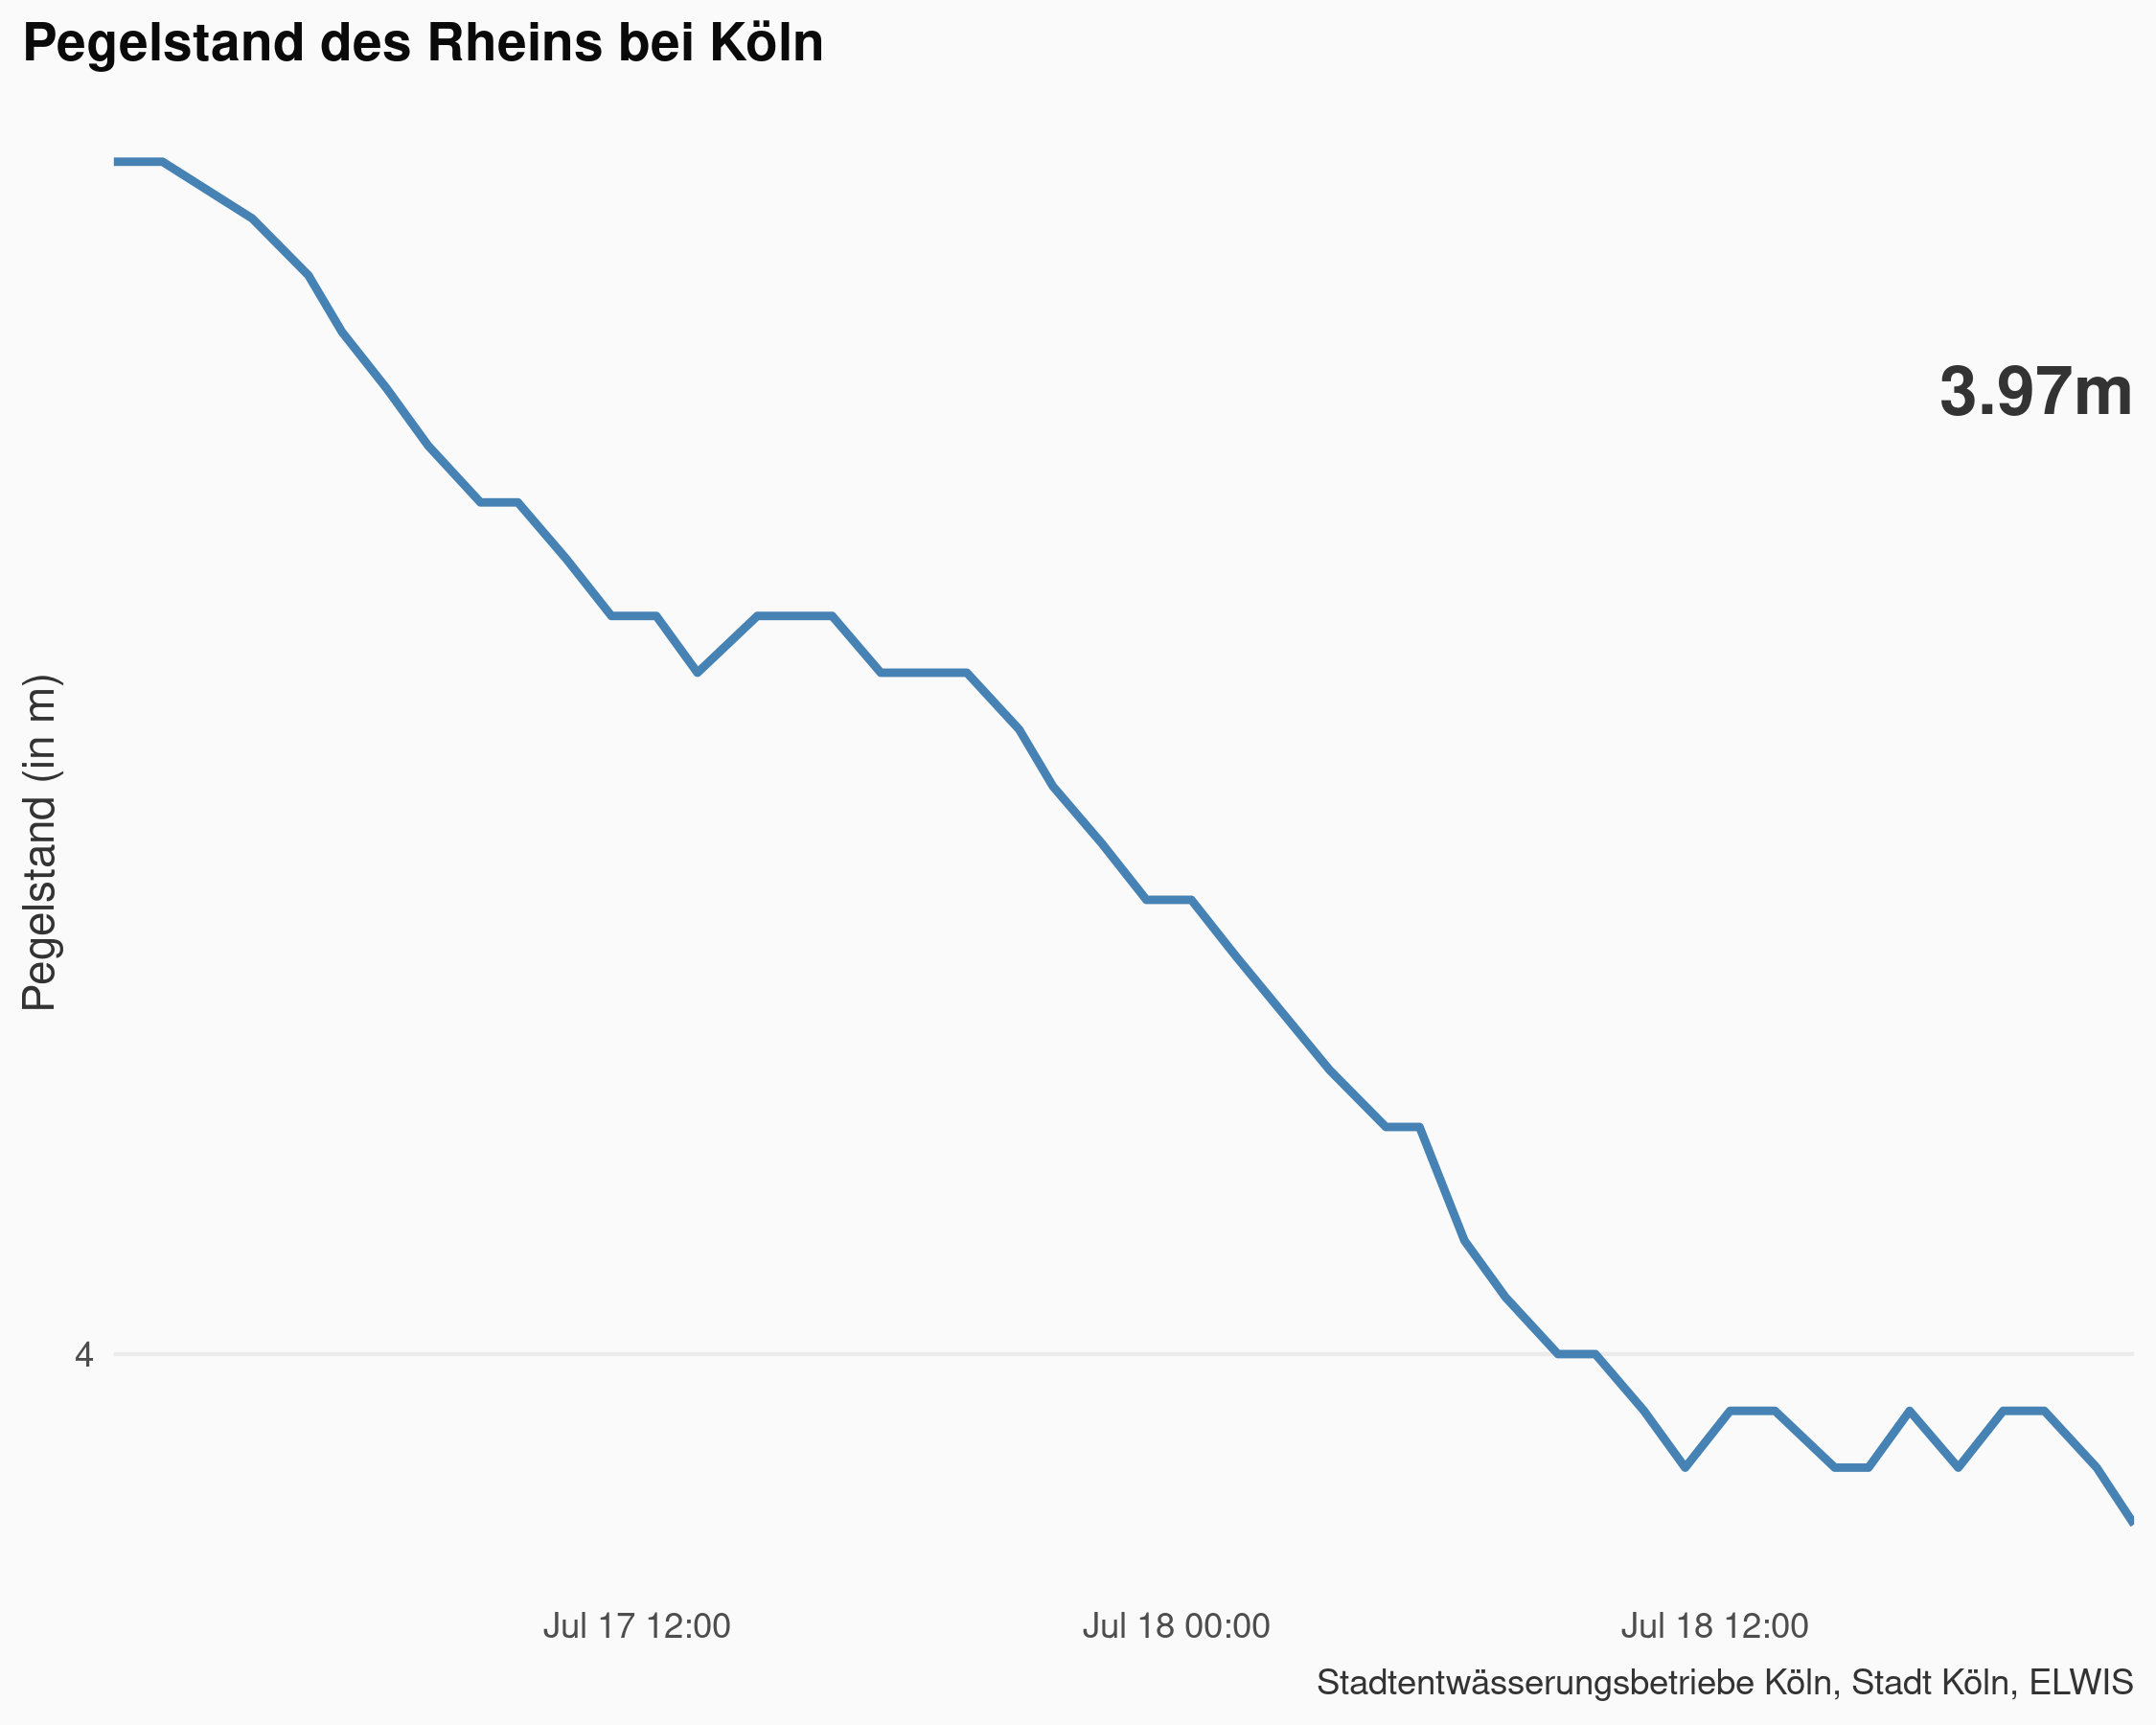 Pegelstand des Rheins bei Köln
3.97m
Pegelstand (in m)
4
Jul 17 12:00
Jul 18 00:00
Jul 18 12:00
Stadtentwässerungsbetriebe Köln, Stadt Köln, ELWIS